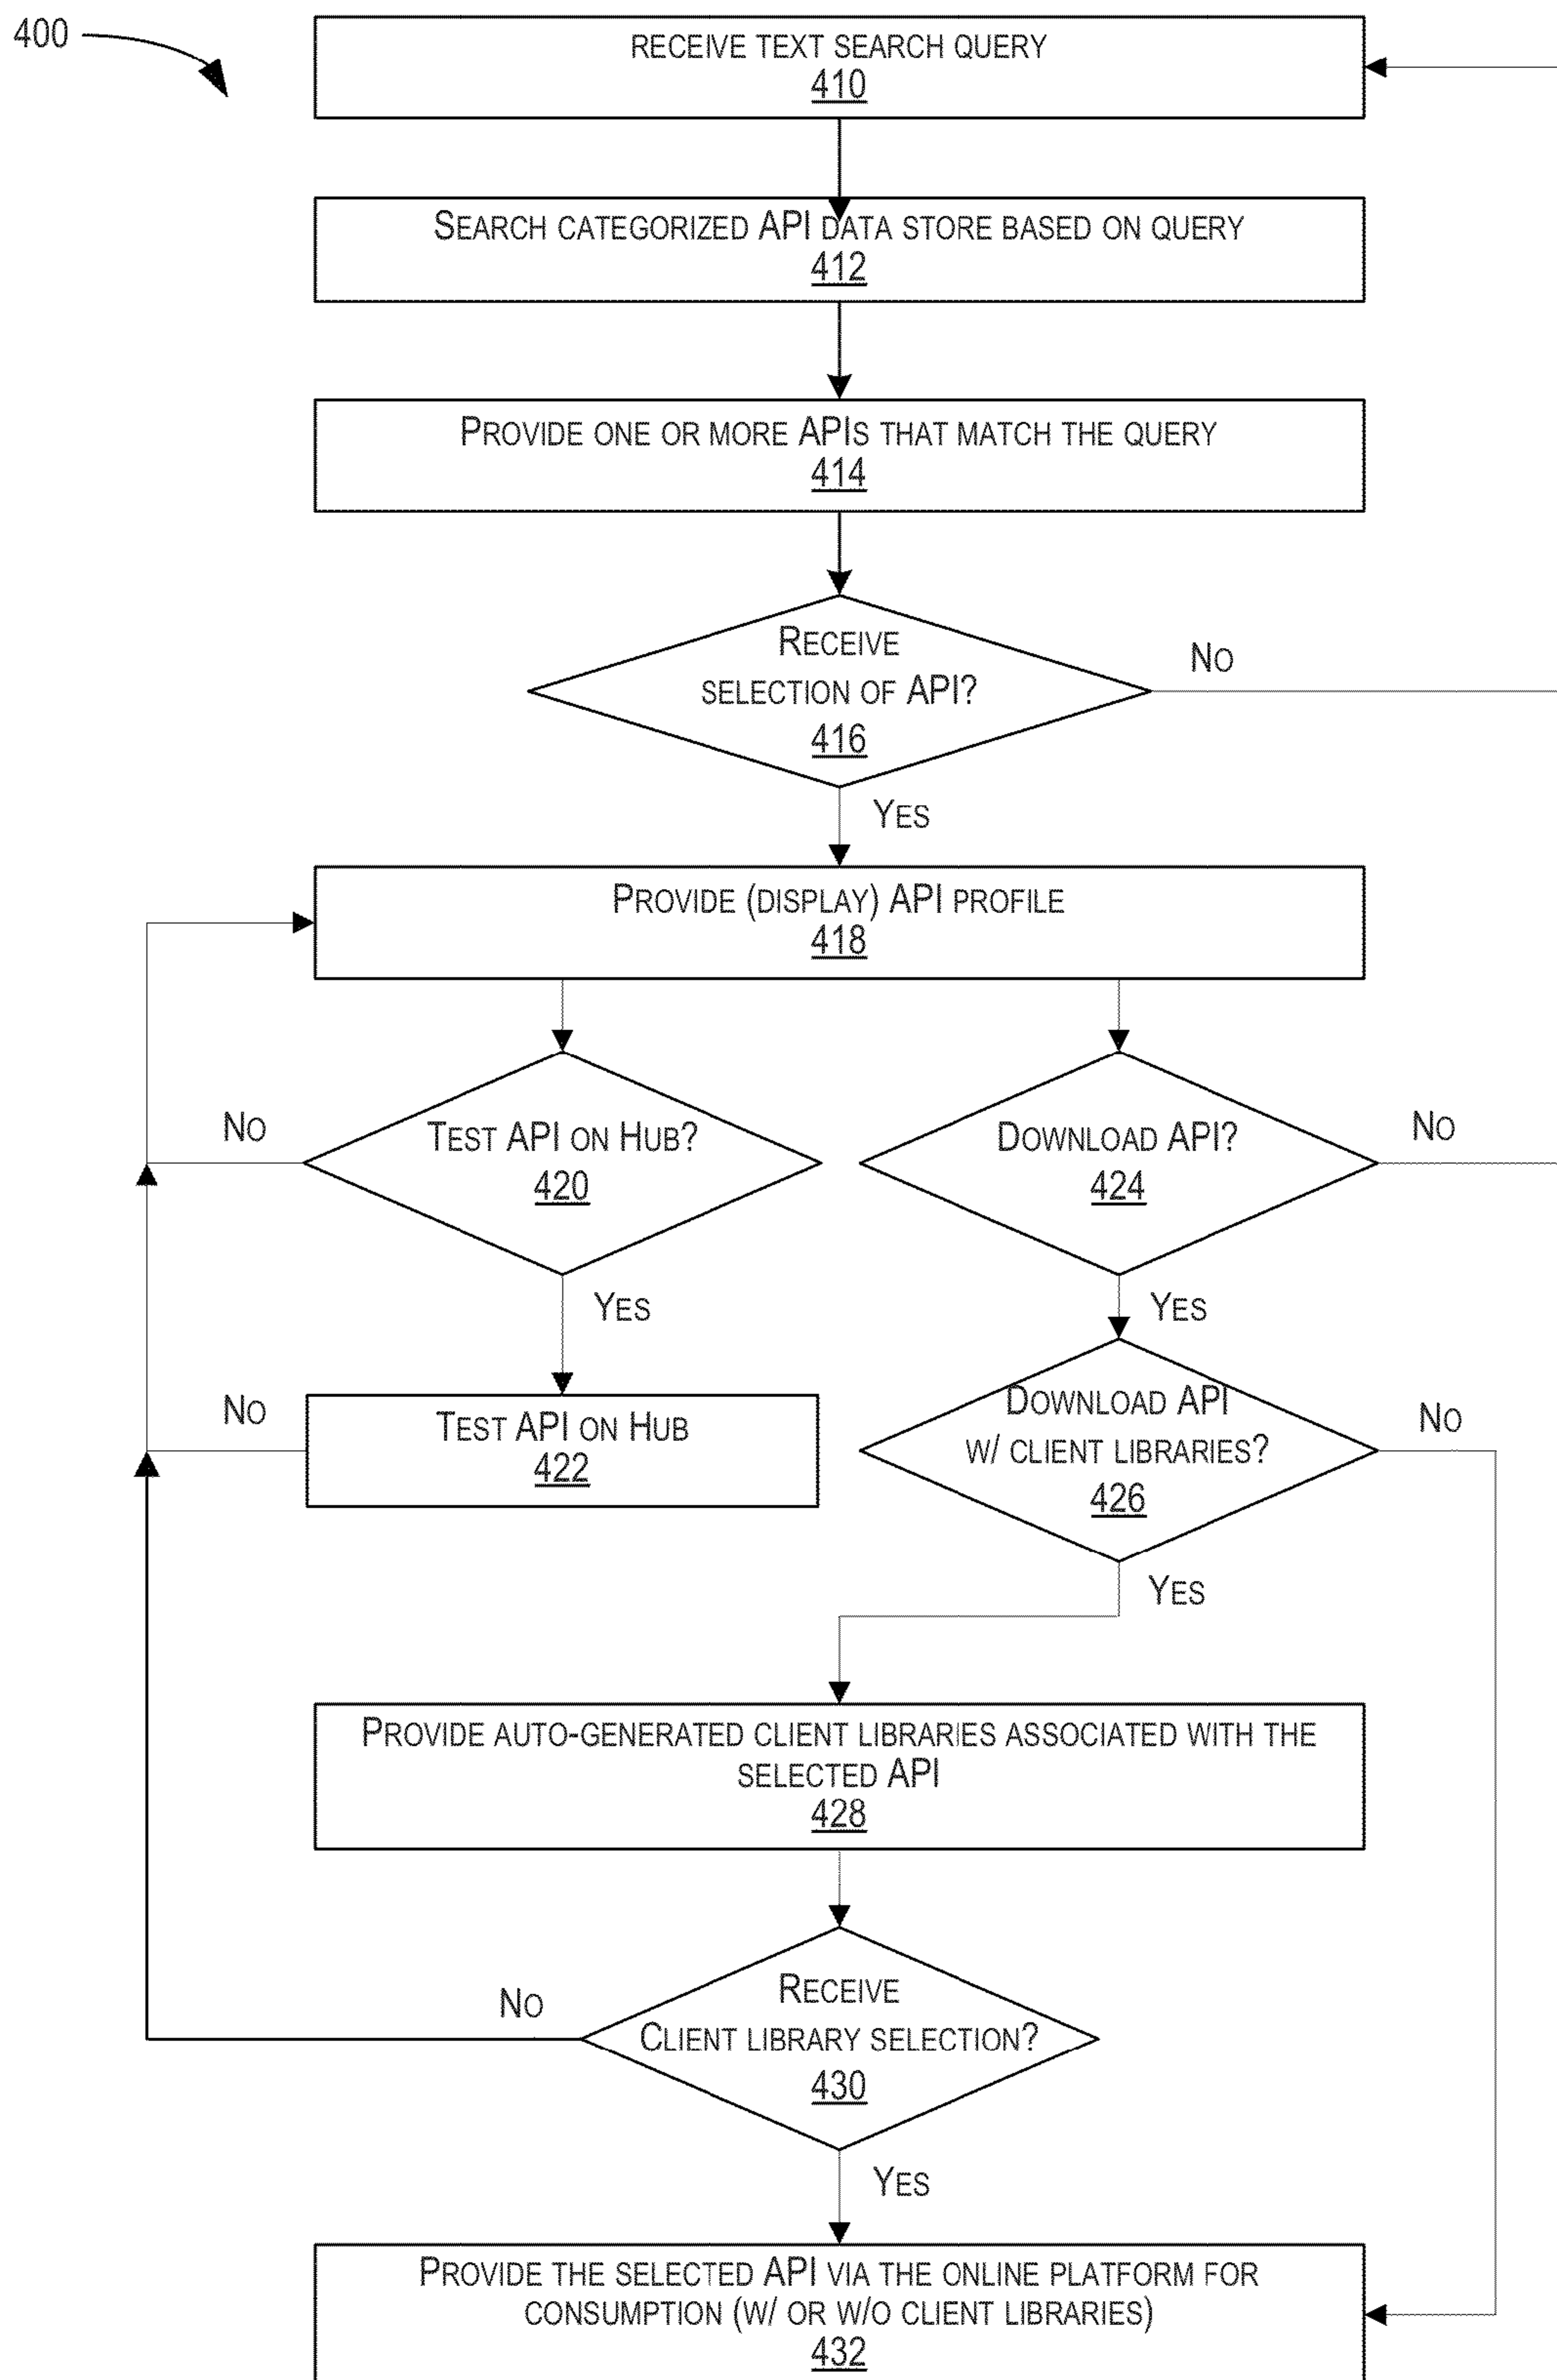 400
RECEIVE TEXT SEARCH QUERY
410
SEARCH CATEGORIZED API DATA STORE BASED ON QUERY
412
PROVIDE ONE OR MORE APIS THAT MATCH THE QUERY
414
RECEIVE
SELECTION OF API?
416
NO
YES
PROVIDE (DISPLAY) API PROFILE
418
NO
TEST API ON HUB?
420
DOWNLOAD API?
424
NO
YES
YES
NO
TEST API ON HUB
422
DOWNLOAD API
W/ CLIENT LIBRARIES?
426
NO
YES
PROVIDE AUTO-GENERATED CLIENT LIBRARIES ASSOCIATED WITH THE
SELECTED API
428
NO
RECEIVE
CLIENT LIBRARY SELECTION?
430
YES
PROVIDE THE SELECTED API VIA THE ONLINE PLATFORM FOR
CONSUMPTION (W/ OR W/O CLIENT LIBRARIES)
432